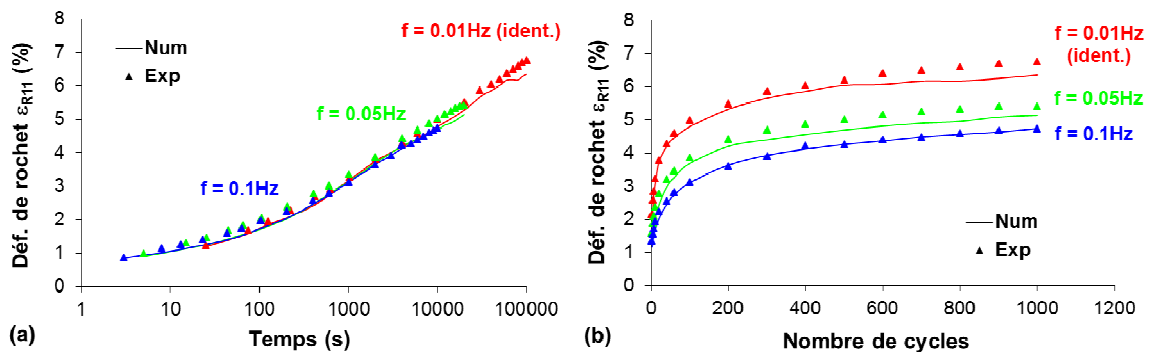 8
7
6
5
4
3
2
1
0
Déf. de rochet εR11 (%)
Num
Exp
f = 0.01Hz (ident.)
f = 0.05Hz
f = 0.1Hz
1 10 100 1000 10000 100000
(a) Temps (s)
8
7
6
5
4
3
2
1
0
Déf. de rochet εR11 (%)
f = 0.01Hz
(ident.)
f = 0.05Hz
f = 0.1Hz
Num
Exp
0 200 400 600 800 1000 1200
(b) Nombre de cycles